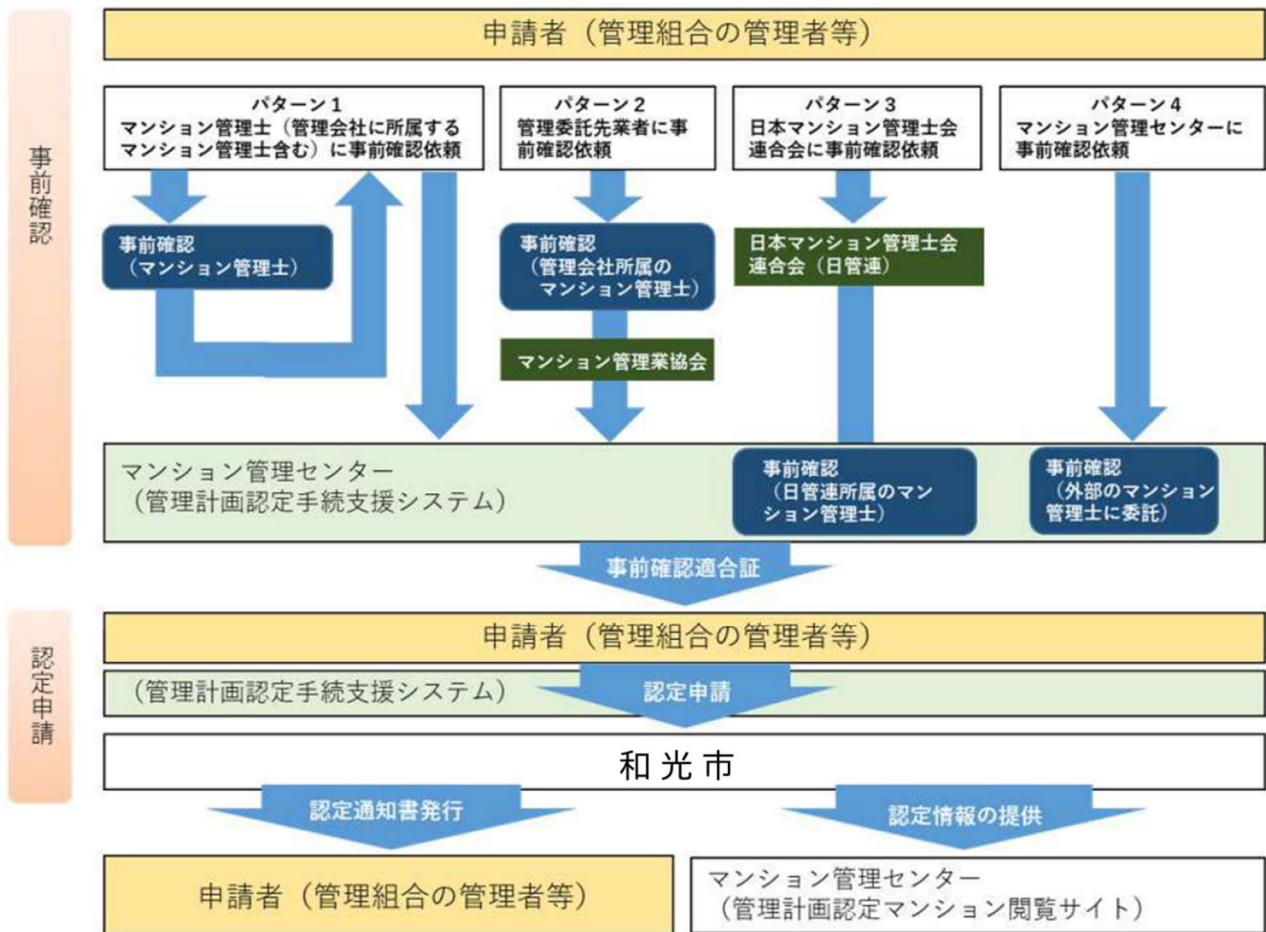 事前確認
申請者（管理組合の管理者等）
パターン１
マンション管理士（管理会社に所属する
マンション管理士含む）に事前確認依頼
パターン２
管理委託先業者に事
前確認依頼
パターン３
日本マンション管理士会
連合会に事前確認依頼
パターン４
マンション管理センターに
事前確認依頼
事前確認
（マンション管理士）
事前確認
（管理会社所属の
マンション管理士）
日本マンション管理士会
連合会（日管連）
マンション管理業協会
マンション管理センター
（管理計画認定手続支援システム）
事前確認
（日管連所属のマン
ション管理士）
事前確認
（外部のマンション
管理士に委託）
事前確認適合証
認定申請
申請者（管理組合の管理者等）
（管理計画認定手続支援システム）
認定申請
和光市
認定通知書発行
認定情報の提供
申請者（管理組合の管理者等）
マンション管理センター
（管理計画認定マンション閲覧サイト）